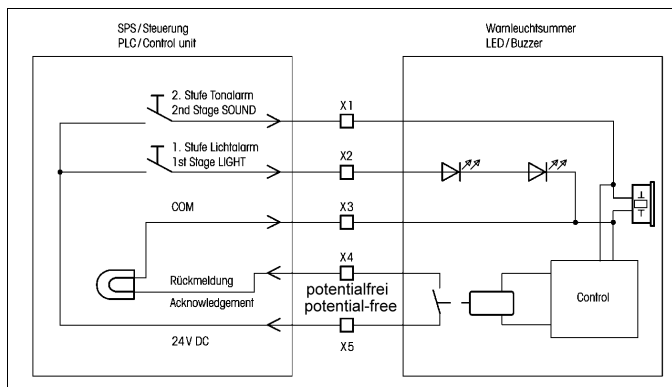 SPS/Steuerung
PLC/Control unit
Warnleuchtsummer
LED/Buzzer
2. Stufe Tonalarm
2nd Stage SOUND
X1
1. Stufe Lichtalarm
1st Stage LIGHT
X2
COM
X3
X4
Rückmeldung
Acknowledgement
potentialfrei
potential-free
Control
24V DC
X5